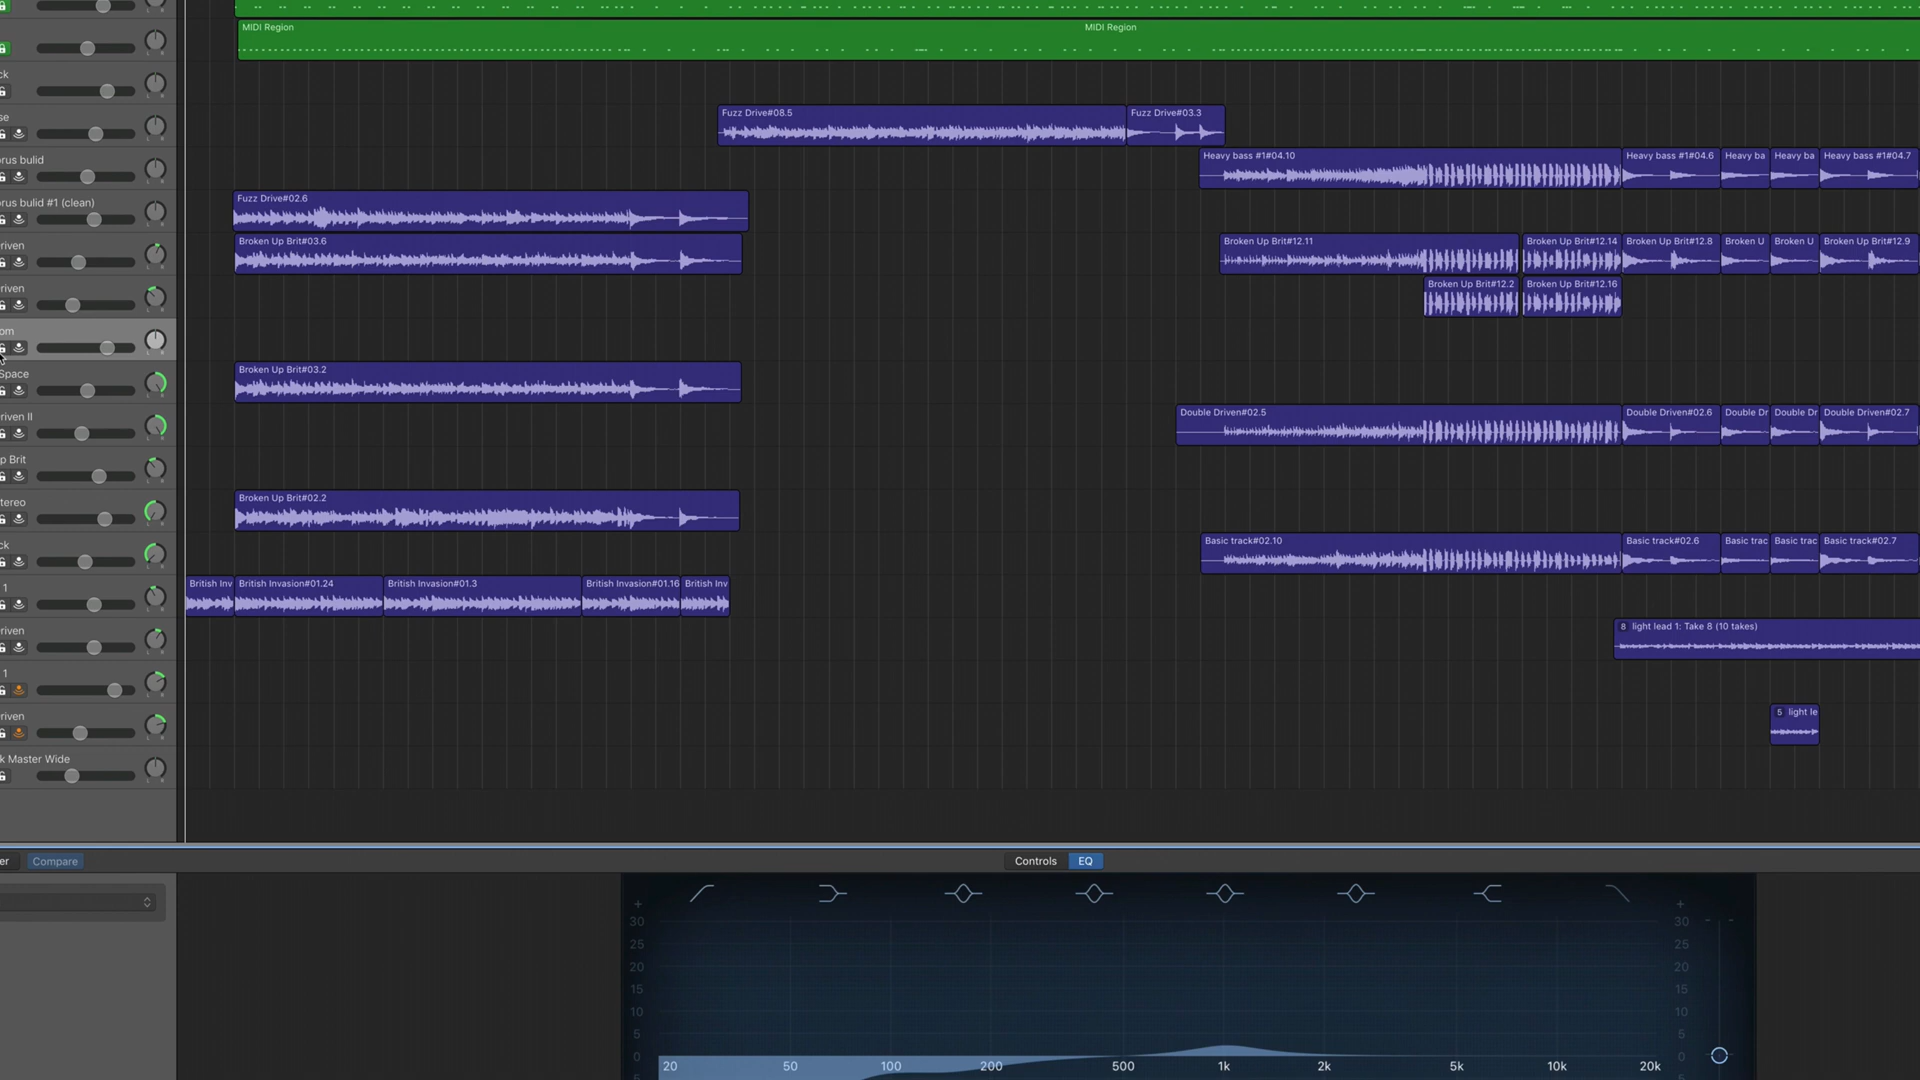 MIDI Region MIDI Region
ck
se
Fuzz Drive#08.5 Fuzz Drive#03.3
orus bulid
Heavy bass #1#04.10 Heavy bass #1#04.6 Heavy ba Heavy ba Heavy bass #1#04.7
orus bulid #1 (clean)
Fuzz Drive#02.6
riven
Broken Up Brit#03.6 Broken Up Brit#12.11 Broken Up Brit#12.14 Broken Up Brit#12.8 Broken U Broken U Broken Up Brit#12.9
riven
Broken Up Brit#12.2 Broken Up Brit#12.16
om
Space
Broken Up Brit#03.2
riven II
Double Driven#02.5 Double Driven#02.6 Double Dr Double Dr Double Driven#02.7
p Brit
tereo
Broken Up Brit#02.2
ck
Basic track#02.10 Basic track#02.6 Basic trac Basic trac Basic track#02.7
1
British Inv British Invasion#01.24 British Invasion#01.3 British Invasion#01.16 British Inv
riven
8 light lead 1: Take 8 (10 takes)
1
riven
5 light le
k Master Wide
er Compare Controls EQ
+ +
30 30
25 25
20 20
15 15
10 10
5 5
0 0
20 50 100 200 500 1k 2k 5k 10k 20k